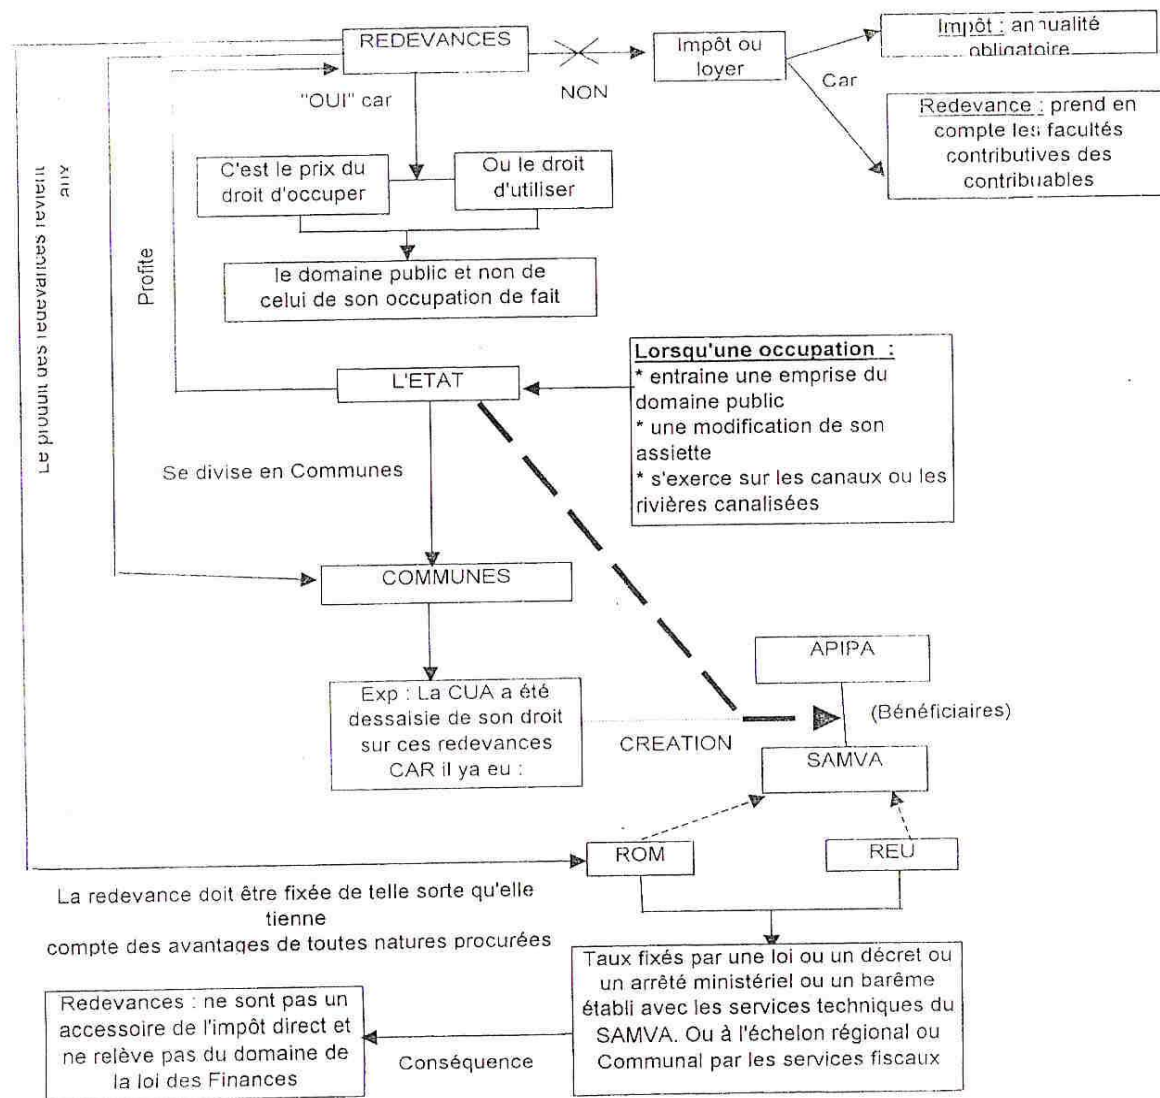 REDEVANCES
"OUI" car
NON
Impôt ou
loyer
Car
Impôt : annualité
obligatoire
Redevance : prend en
compte les facultés
contributives des
contribuables
C'est le prix du
droit d'occuper
Ou le droit
d'utiliser
le domaine public et non de
celui de son occupation de fait
Profite
Le produit des redevances revient
aux
L'ETAT
Lorsqu'une occupation :
* entraine une emprise du
domaine public
* une modification de son
assiette
* s'exerce sur les canaux ou les
rivières canalisées
Se divise en Communes
COMMUNES
Exp : La CUA a été
dessaisie de son droit
sur ces redevances
CAR il ya eu :
CREATION
APIPA
(Bénéficiaires)
SAMVA
ROM
REU
La redevance doit être fixée de telle sorte qu'elle
tienne
compte des avantages de toutes natures procurées
Taux fixés par une loi ou un décret ou
un arrêté ministériel ou un barême
établi avec les services techniques du
SAMVA. Ou à l'échelon régional ou
Communal par les services fiscaux
Conséquence
Redevances : ne sont pas un
accessoire de l'impôt direct et
ne relève pas du domaine de
la loi des Finances